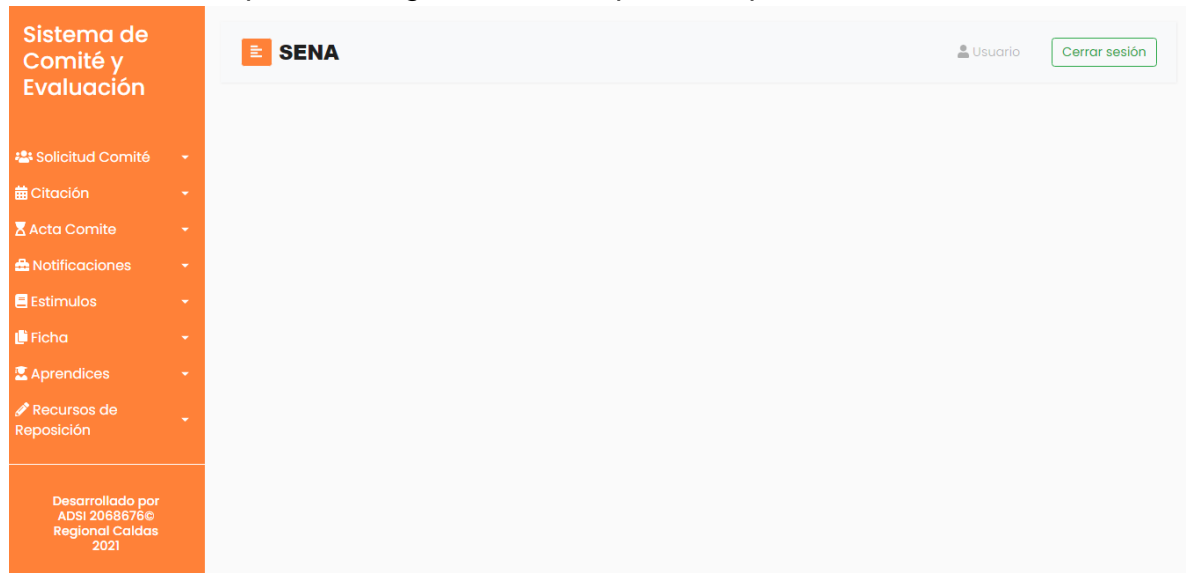 Sistema de
Comité y
Evaluación
SENA
Usuario
Cerrar sesión
Solicitud Comité
Citación
Acta Comite
Notificaciones
Estimulos
Ficha
Aprendices
Recursos de
Reposición
Desarrollado por
ADSI 2068676©
Regional Caldas
2021